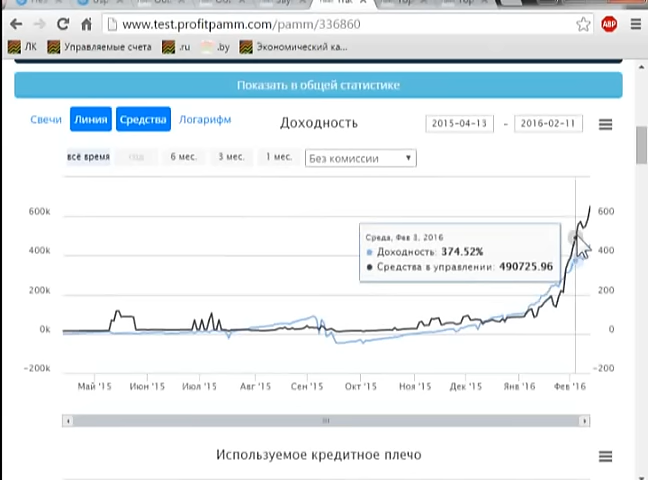 www.test.profitpamm.com/pamm/336860
ABP
ЛК Управляемые счета .ru .by Экономический ка...
Показать в общей статистике
Свечи Линия Средства Логарифм Доходность 2015-04-13 - 2016-02-11
все время год 6 мес. 3 мес. 1 мес. Без комиссии
600k 600
400k 400
200k 200
0k 0
-200k -200
Среда, Фев 3, 2016
Доходность: 374.52%
Средства в управлении: 490725.96
Май '15 Июн '15 Июл '15 Авг '15 Сен '15 Окт '15 Ноя '15 Дек '15 Янв '16 Фев '16
Используемое кредитное плечо